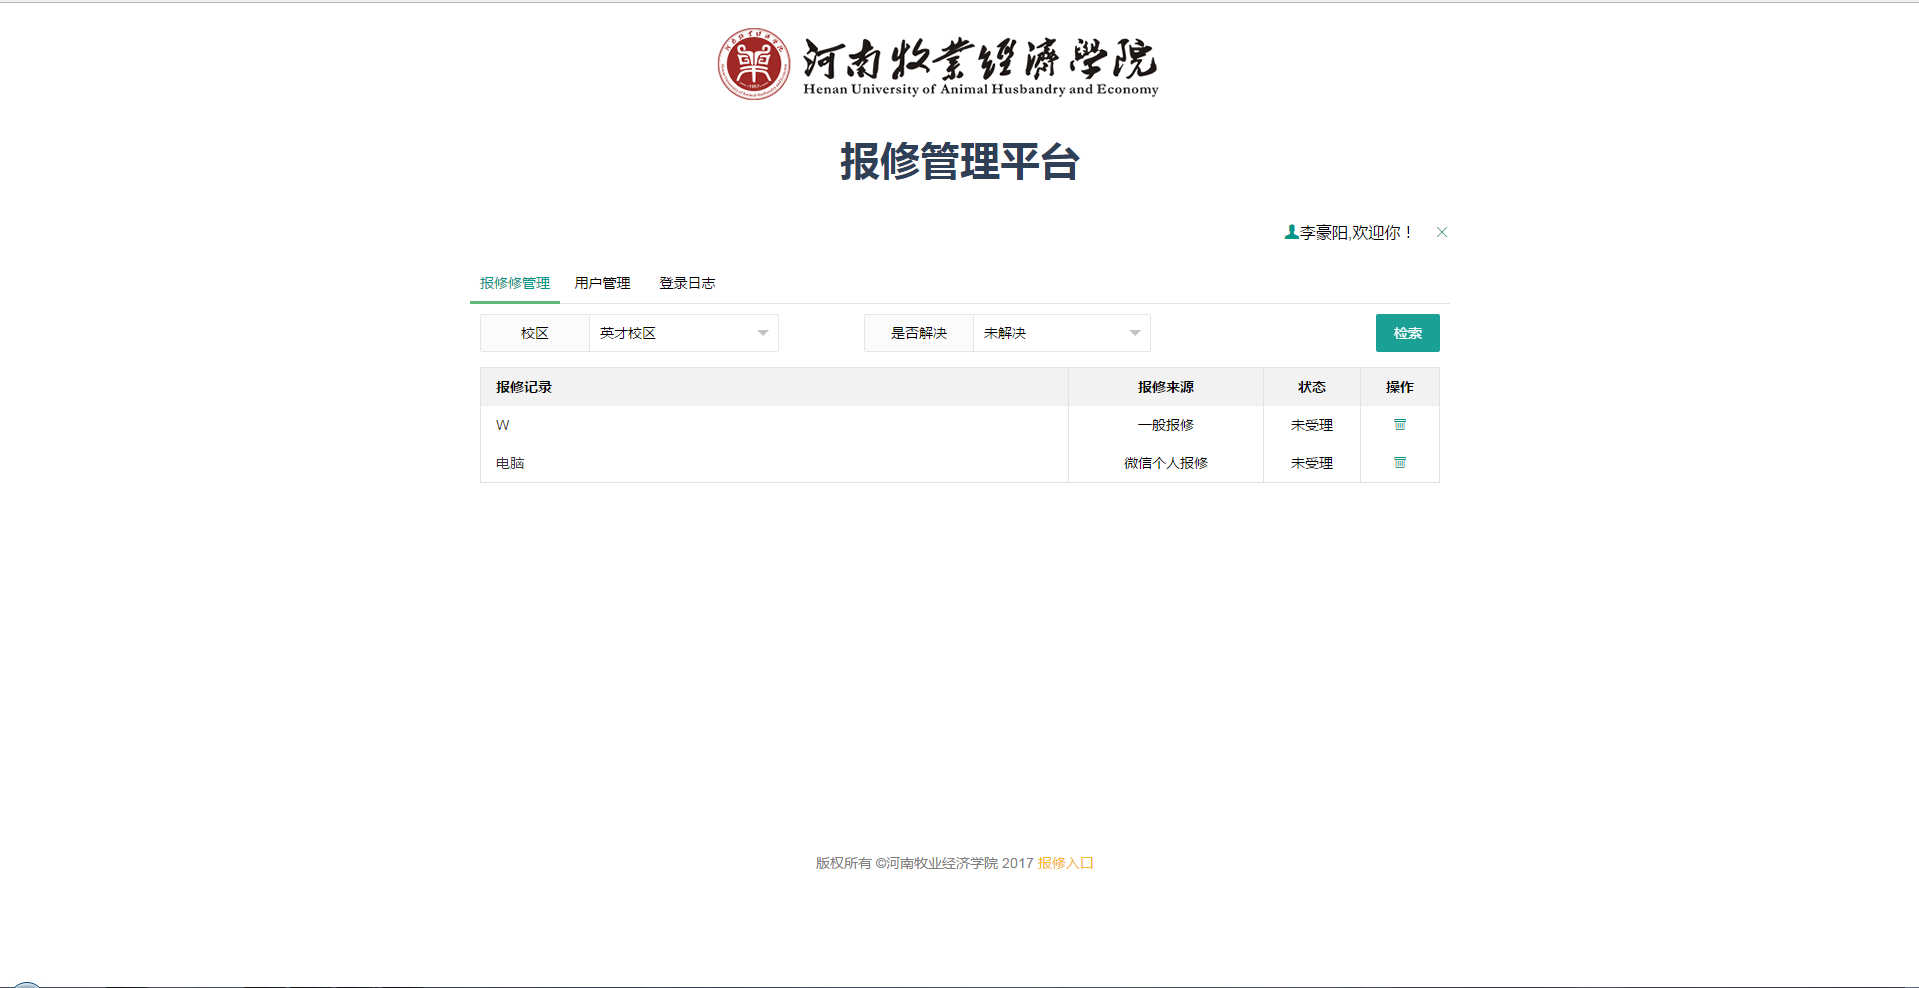 河南牧業經濟學院
Henan University of Animal Husbandry and Economy
报修管理平台
李豪阳,欢迎你！
报修修管理 用户管理 登录日志
校区 英才校区 是否解决 未解决 检索
报修记录 报修来源 状态 操作
W 一般报修 未受理
电脑 微信个人报修 未受理
版权所有 ©河南牧业经济学院 2017 报修入口